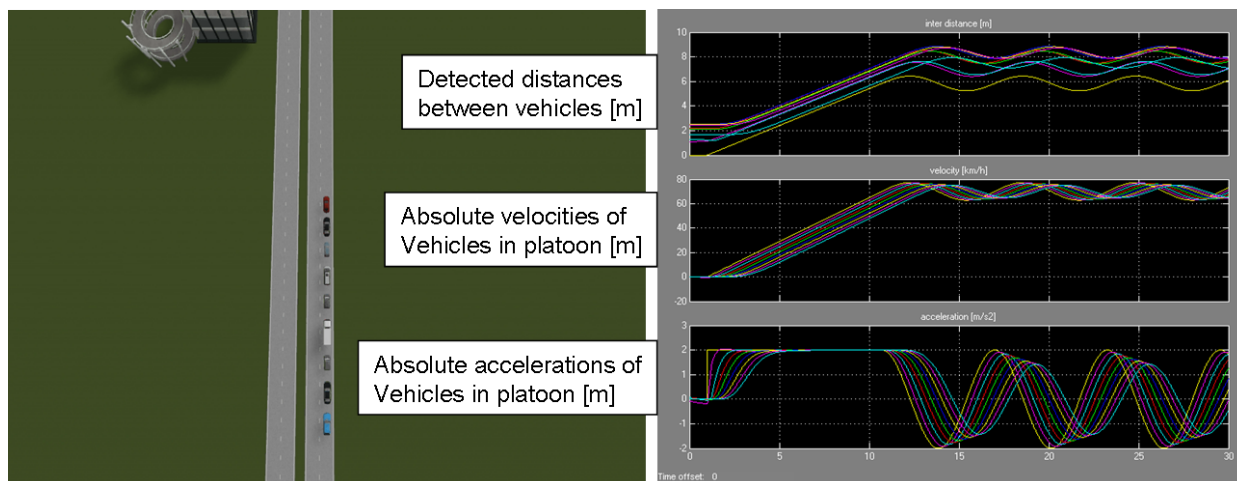 Detected distances
between vehicles [m]
Absolute velocities of
Vehicles in platoon [m]
Absolute accelerations of
Vehicles in platoon [m]
inter distance [m]
10
8
6
4
2
0
velocity [km/h]
80
60
40
20
0
-20
acceleration [m/s2]
3
2
1
0
-1
-2
0 5 10 15 20 25 30
Time offset: 0